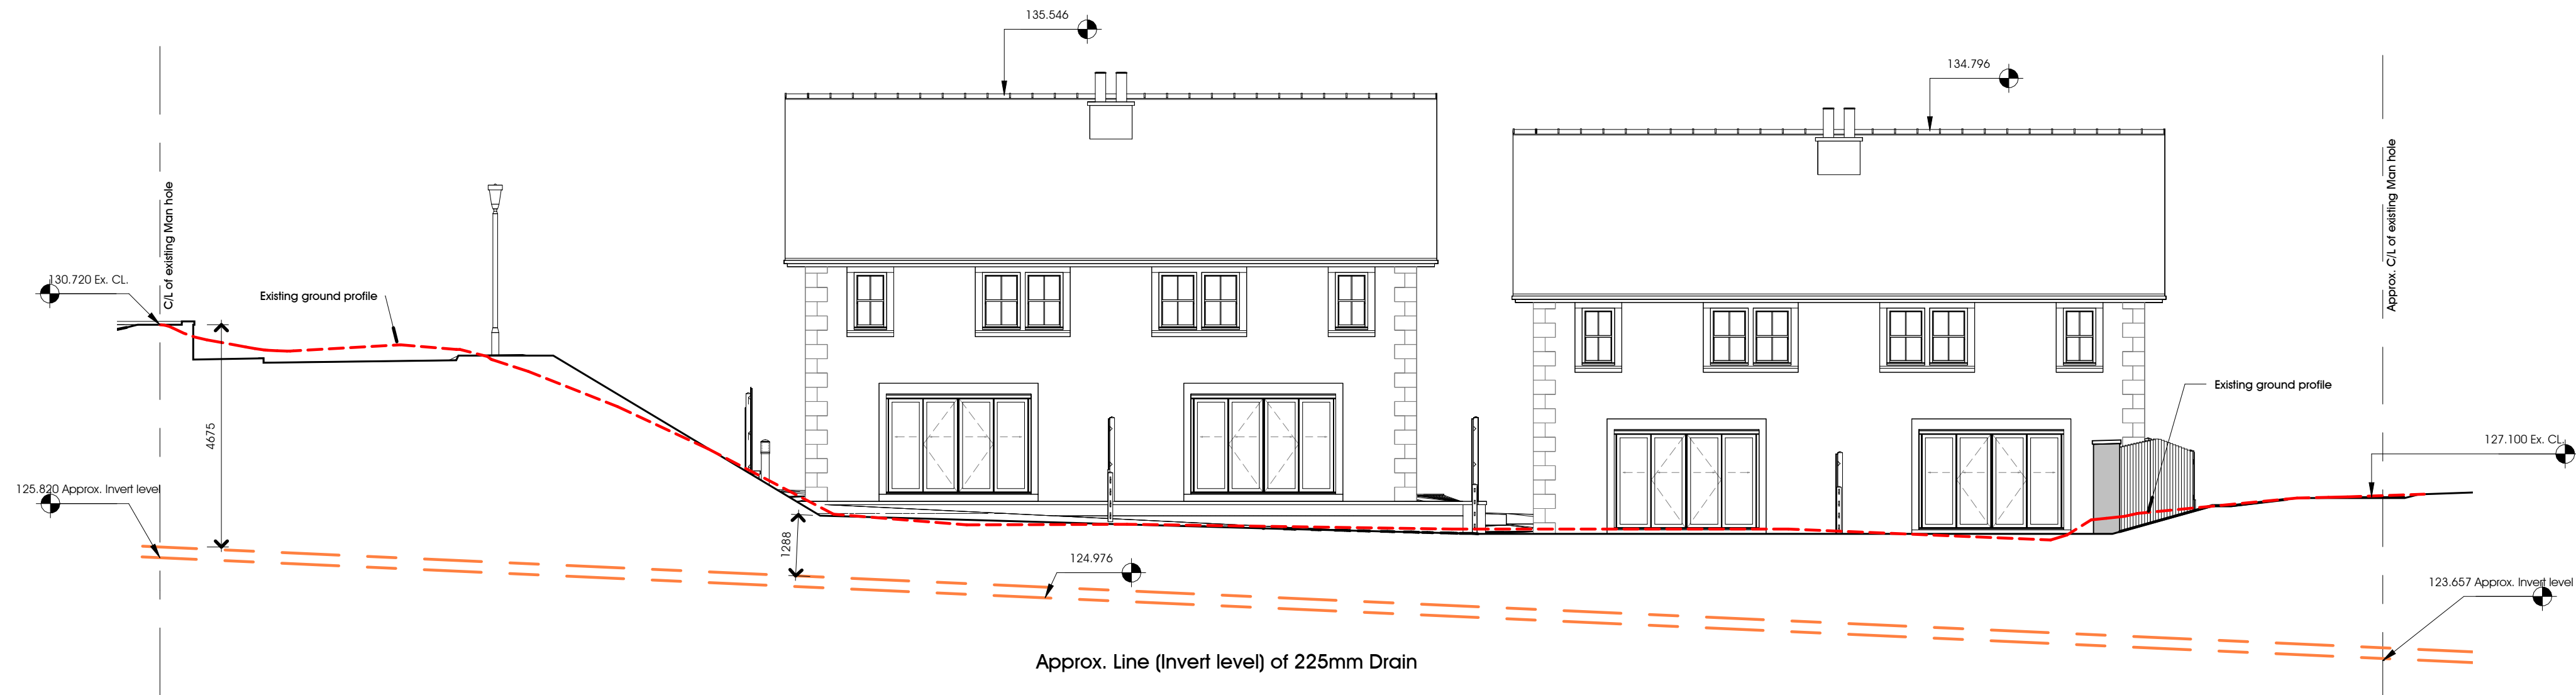 135.546
134.796
C/L of existing Man hole
Approx. C/L of existing Man hole
130.720 Ex. CL.
Existing ground profile
Existing ground profile
4675
127.100 Ex. CL.
125.820 Approx. Invert level
1288
124.976
123.657 Approx. Invert level
Approx. Line (Invert level) of 225mm Drain